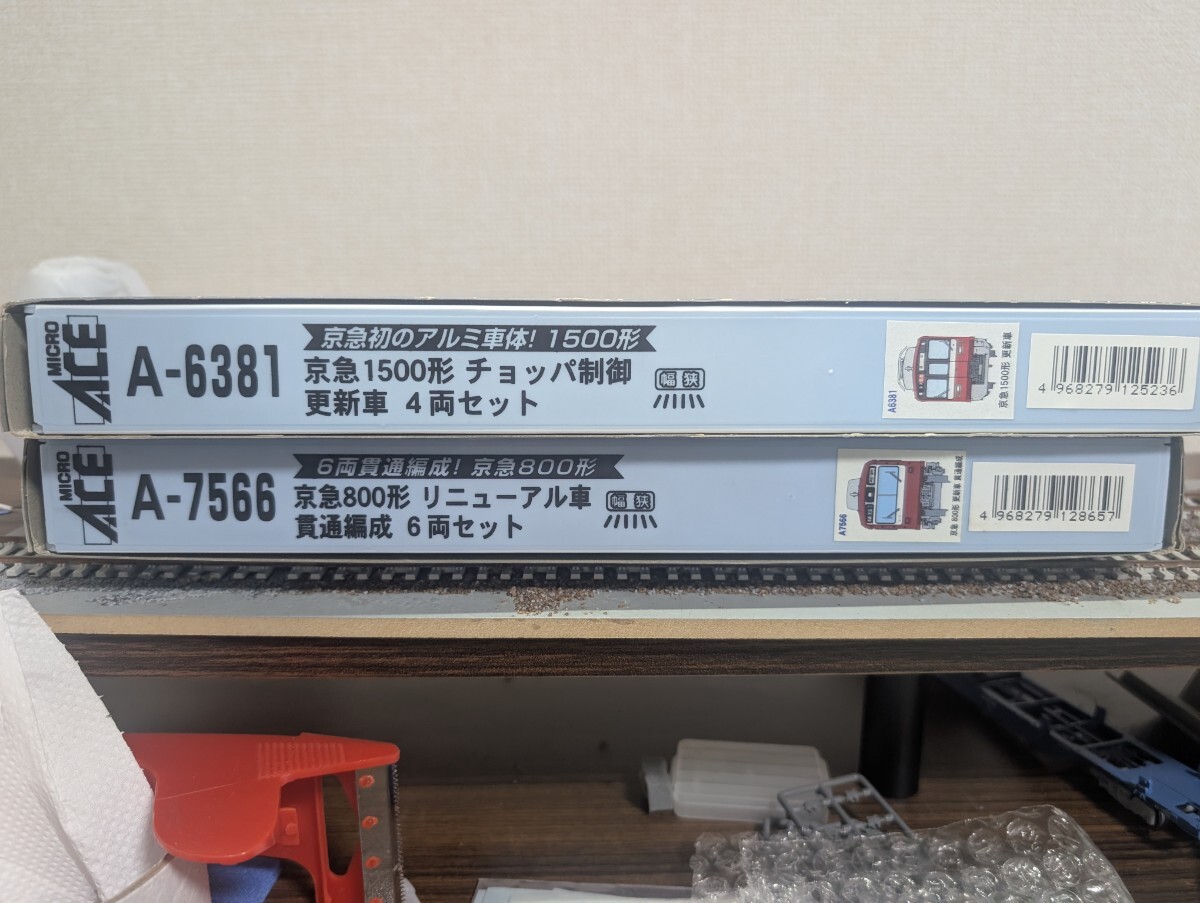 MICRO ACE
A-6381
京急初のアルミ車体! 1500形
京急1500形 チョッパ制御
更新車 4両セット
幅狭
A6381
京急1500形 更新車
4 968279 125236
MICRO ACE
A-7566
6両貫通編成! 京急800形
京急800形 リニューアル車
貫通編成 6両セット
幅狭
A7566
京急 800形 更新車 貫通編成
4 968279 128657